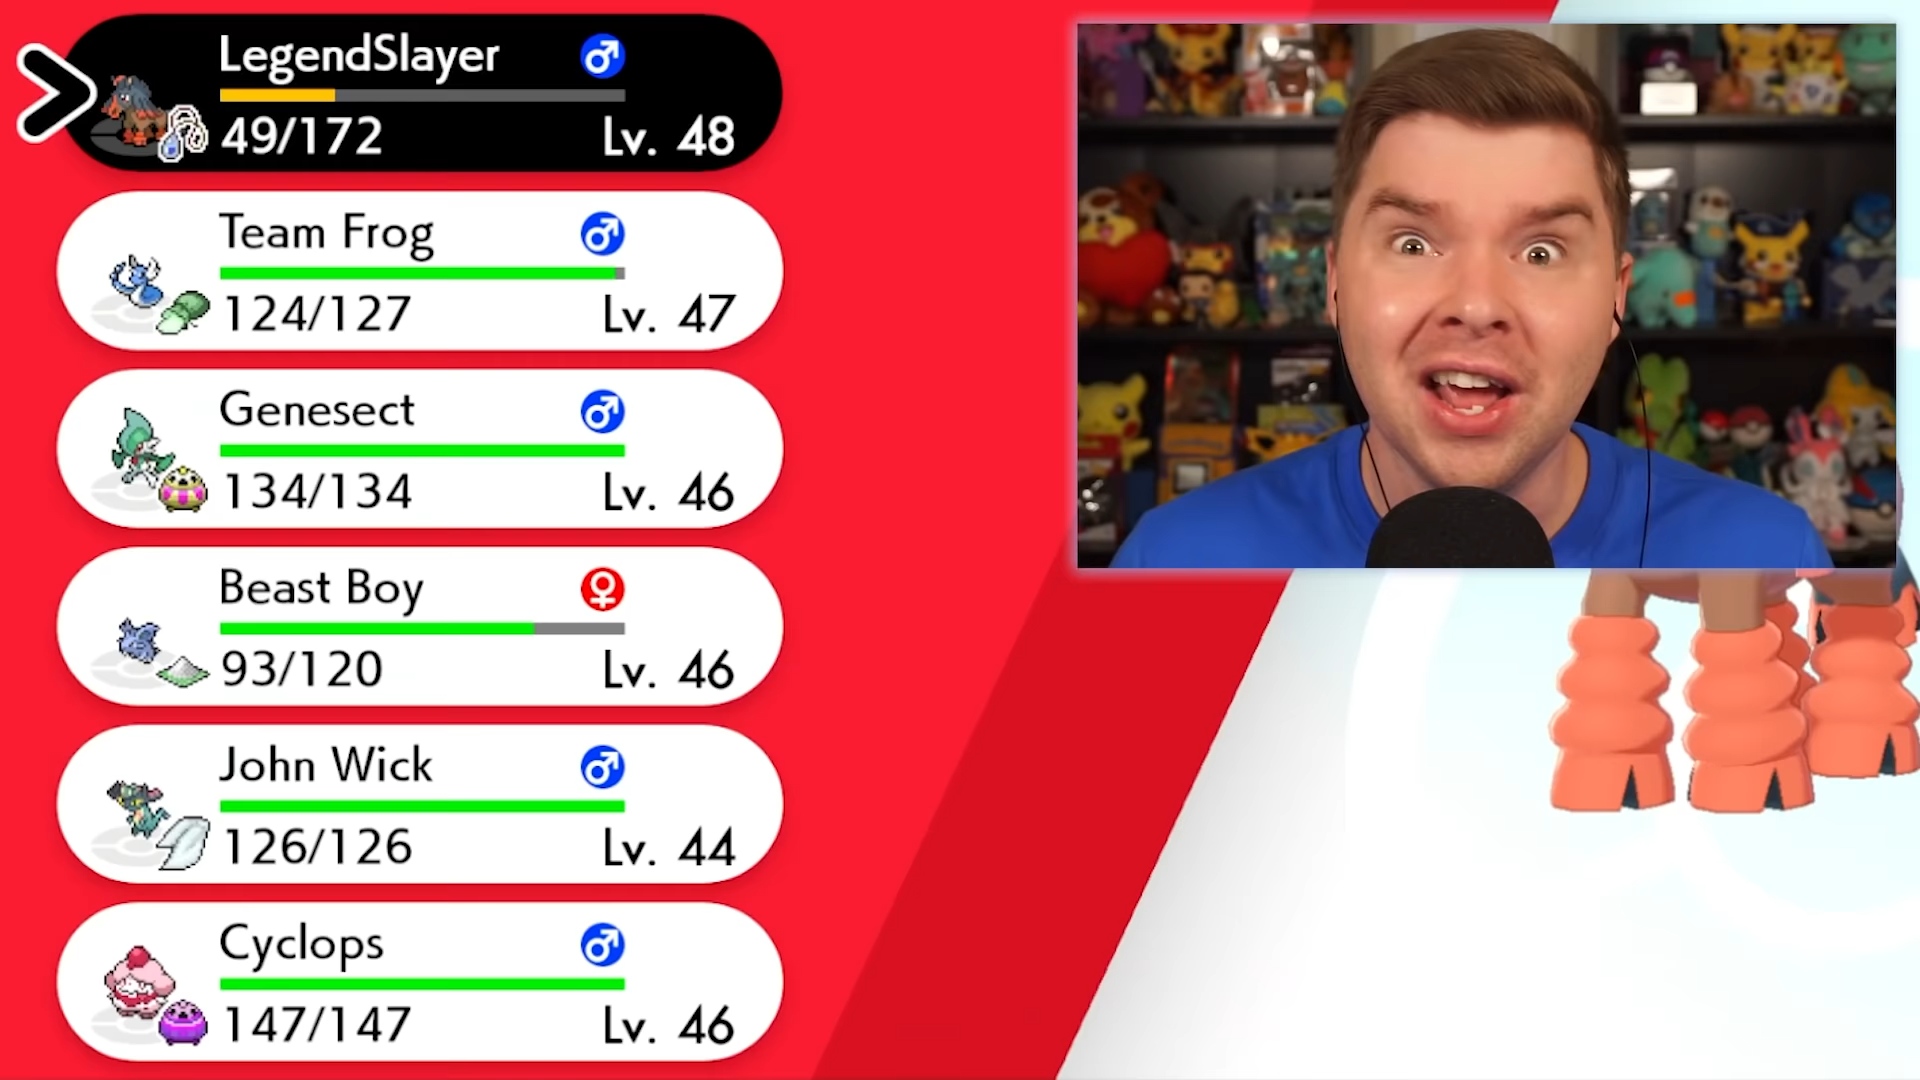 LegendSlayer
49/172 Lv. 48
Team Frog
124/127 Lv. 47
Genesect
134/134 Lv. 46
Beast Boy
93/120 Lv. 46
John Wick
126/126 Lv. 44
Cyclops
147/147 Lv. 46